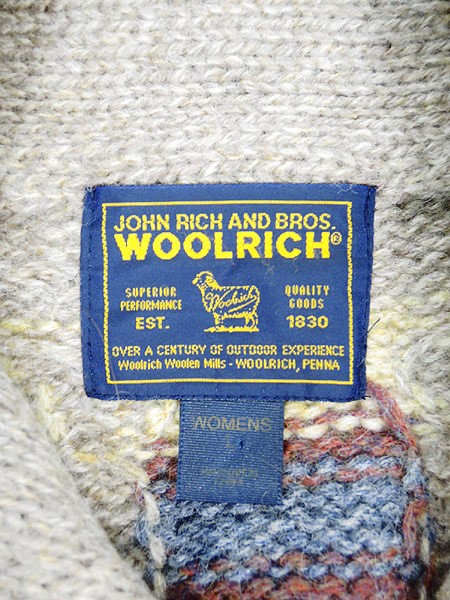 JOHN RICH AND BROS.
WOOLRICH®
SUPERIOR
PERFORMANCE
EST.
Woolrich
QUALITY
GOODS
1830
OVER A CENTURY OF OUTDOOR EXPERIENCE
Woolrich Woolen Mills - WOOLRICH, PENNA
WOMENS